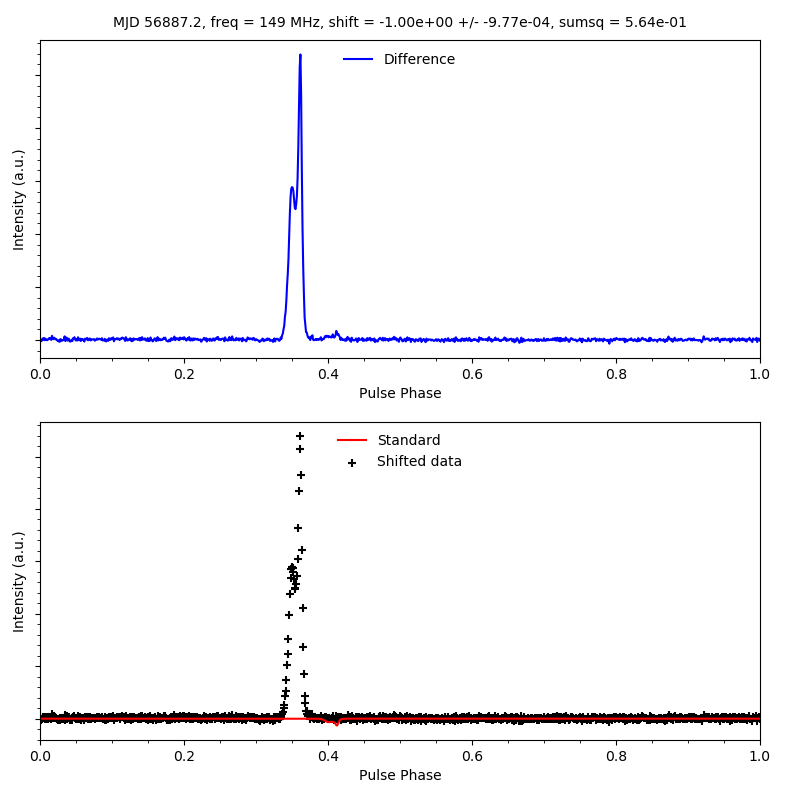 MJD 56887.2, freq = 149 MHz, shift = -1.00e+00 +/- -9.77e-04, sumsq = 5.64e-01
Difference
Intensity (a.u.)
0.0 0.2 0.4 0.6 0.8 1.0
Pulse Phase
Standard
Shifted data
Intensity (a.u.)
0.0 0.2 0.4 0.6 0.8 1.0
Pulse Phase